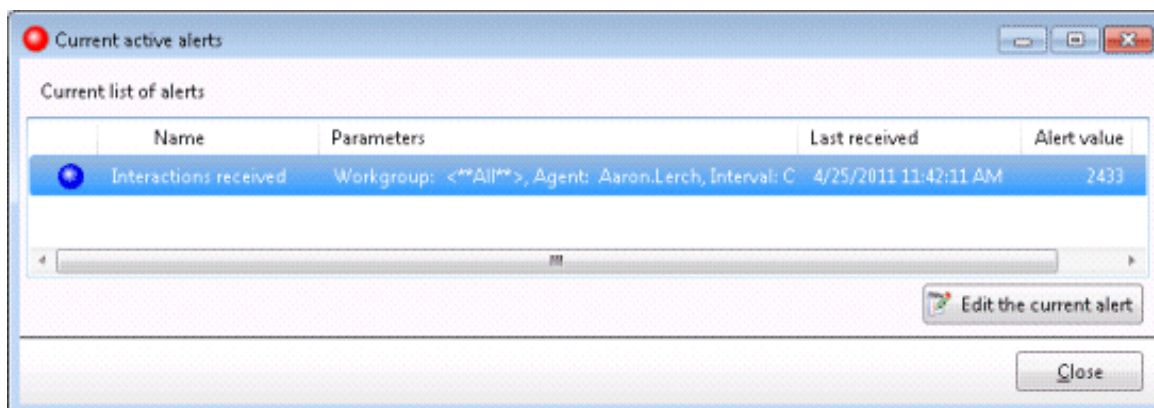 Current active alerts
Current list of alerts
Name Parameters Last received Alert value
Interactions received Workgroup: <**All**>, Agent: Aaron.Lerch, Interval: C 4/25/2011 11:42:11 AM 2433
Edit the current alert
Close